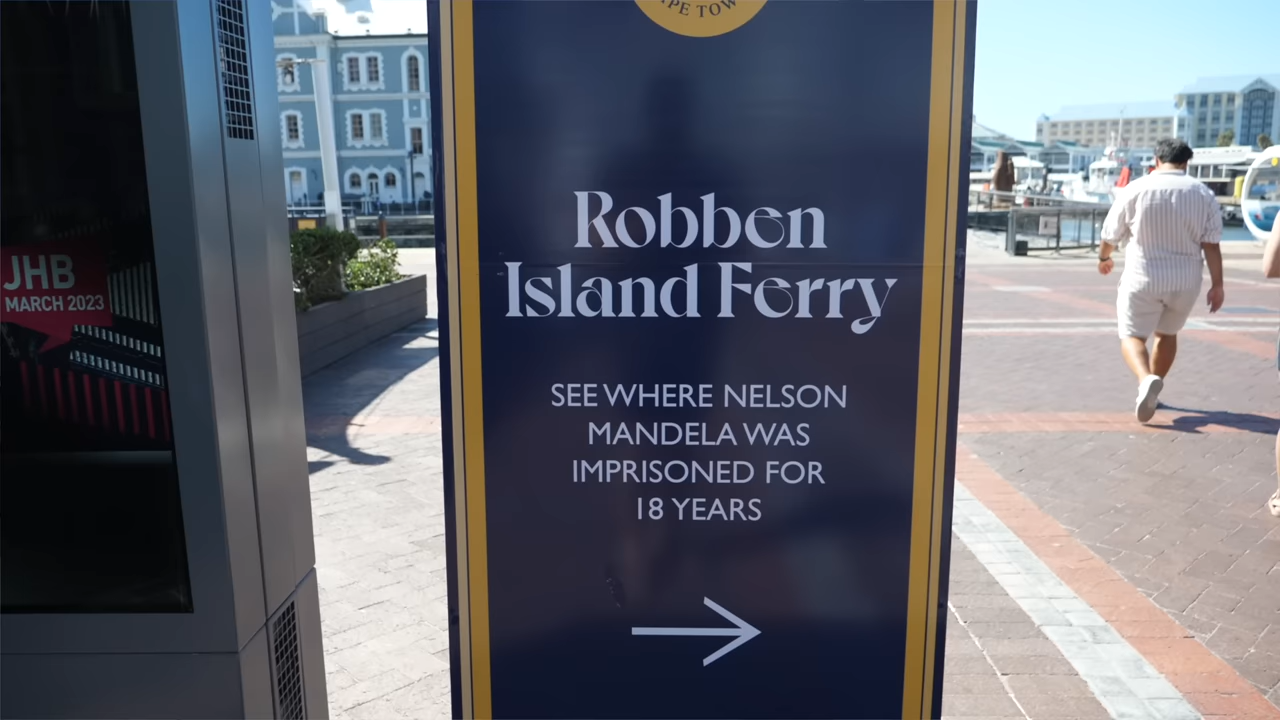 JHB
MARCH 2023
Robben
Island Ferry
SEE WHERE NELSON
MANDELA WAS
IMPRISONED FOR
18 YEARS